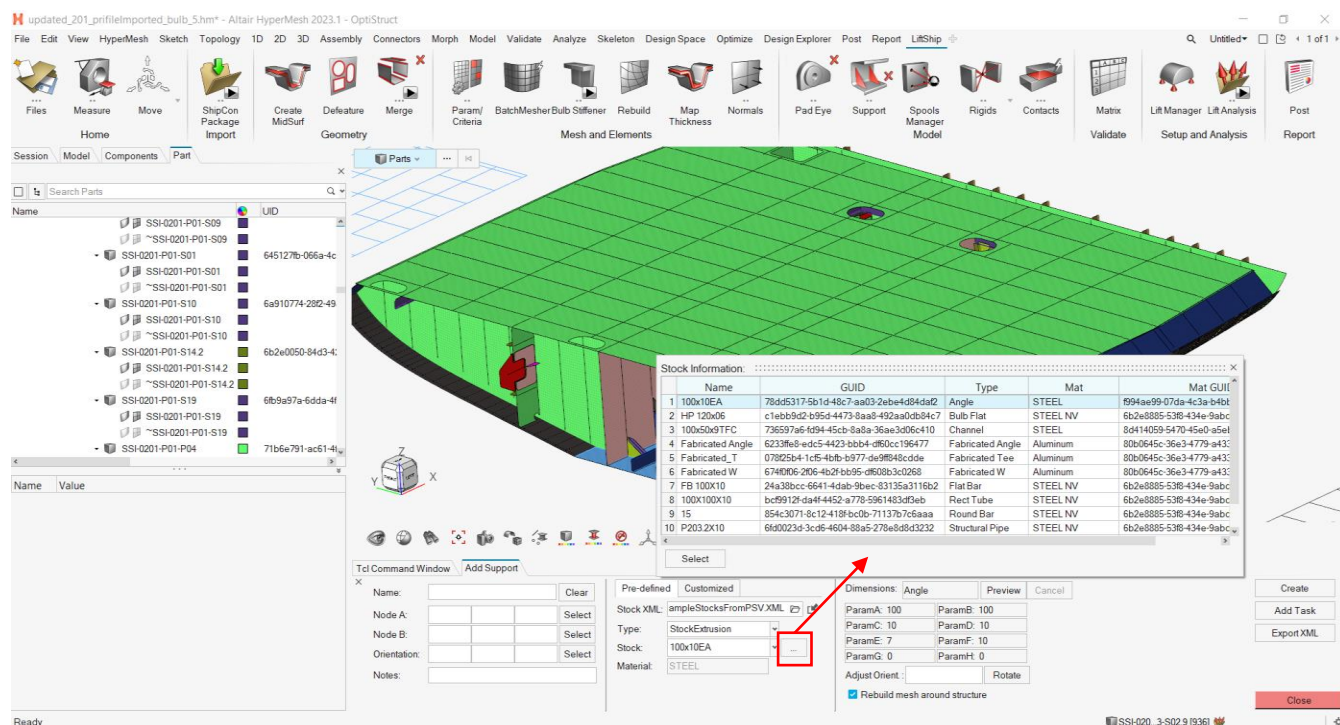 updated_201_prifileImported_bulb_5.hm* - Altair HyperMesh 2023.1 - OptiStruct
File Edit View HyperMesh Sketch Topology 1D 2D 3D Assembly Connectors Morph Model Validate Analyze Skeleton Design Space Optimize Design Explorer Post Report LiftShip Untitled 1 of 1
Files Measure Move ShipCon Package Create MidSurf Defeature Merge Param/ Criteria BatchMesher Bulb Stiffener Rebuild Map Thickness Normals Pad Eye Support Spools Manager Rigids Contacts Matrix Lift Manager Lift Analysis Post
Home Import Geometry Mesh and Elements Model Validate Setup and Analysis Report
Session Model Components Part
Parts
Search Parts
Name UID
SSI-0201-P01-S09
~SSI-0201-P01-S09
SSI-0201-P01-S01 645127fb-066a-4c
SSI-0201-P01-S01
~SSI-0201-P01-S01
SSI-0201-P01-S10 6a910774-28f2-49
SSI-0201-P01-S10
~SSI-0201-P01-S10
SSI-0201-P01-S14.2 6b2e0050-84d3-4
SSI-0201-P01-S14.2
~SSI-0201-P01-S14.2
SSI-0201-P01-S19 6fb9a97a-6dda-4f
SSI-0201-P01-S19
~SSI-0201-P01-S19
SSI-0201-P01-P04 71b6e791-ac61-4
Name Value
Z
Y
X
Stock Information:
Name GUID Type Mat Mat GUI
1 100x10EA 78dd5317-5b1d-48c7-aa03-2ebe4d84daf2 Angle STEEL f994ae99-07da-4c3a-b4bb
2 HP 120x06 c1ebb9d2-b95d-4473-8aa8-492aa0db84c7 Bulb Flat STEEL NV 6b2e8885-53f8-434e-9abc
3 100x50x9TFC 736597a6-fd94-45cb-8a8a-36ae3d06c410 Channel STEEL 8d414059-5470-45e0-a5e
4 Fabricated Angle 6233ffe8-edc5-4423-bbb4-df60cc196477 Fabricated Angle Aluminum 80b0645c-36e3-4779-a433
5 Fabricated_T 078f25b4-1cf5-4bfb-b977-de9ff848cdde Fabricated Tee Aluminum 80b0645c-36e3-4779-a433
6 Fabricated W 674f0f06-2f06-4b2f-bb95-df608b3c0268 Fabricated W Aluminum 80b0645c-36e3-4779-a433
7 FB 100X10 24a38bcc-6641-4dab-9bec-83135a3116b2 Flat Bar STEEL NV 6b2e8885-53f8-434e-9abc
8 100X100X10 bcf9912f-da4f-4452-a778-5961483df3eb Rect Tube STEEL NV 6b2e8885-53f8-434e-9abc
9 15 854c3071-8c12-418f-bc0b-71137b7c6aaa Round Bar STEEL NV 6b2e8885-53f8-434e-9abc
10 P203.2X10 6fd0023d-3cd6-4604-88a5-278e8d8d3232 Structural Pipe STEEL NV 6b2e8885-53f8-434e-9abc
Select
Tcl Command Window Add Support
Name: Clear
Node A: Select
Node B: Select
Orientation: Select
Notes:
Pre-defined Customized
Stock XML: ampleStocksFromPSV.XML
Type: StockExtrusion
Stock: 100x10EA ...
Material: STEEL
Dimensions: Angle Preview Cancel
ParamA: 100 ParamB: 100
ParamC: 10 ParamD: 10
ParamE: 7 ParamF: 10
ParamG: 0 ParamH: 0
Adjust Orient.: Rotate
Rebuild mesh around structure
Create
Add Task
Export XML
Close
Ready
SSI-020...3-S02.9 [936]